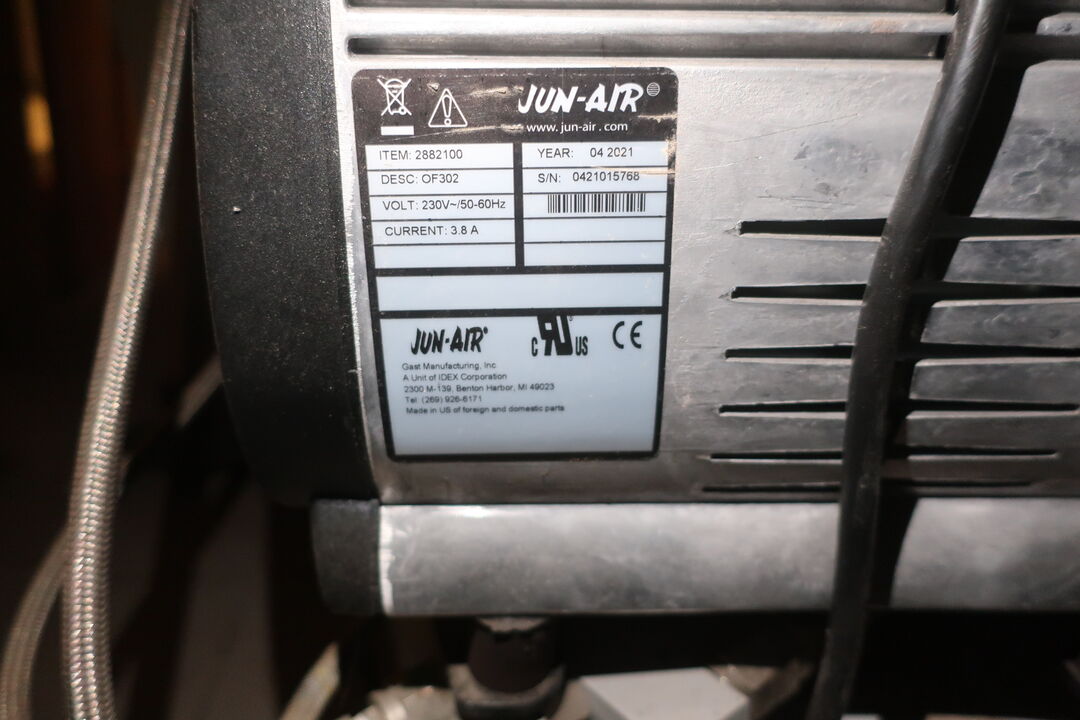 JUN-AIR®
www.jun-air.com
ITEM: 2882100
DESC: OF302
VOLT: 230V~/50-60Hz
CURRENT: 3.8 A
YEAR: 04 2021
S/N: 0421015768
JUN-AIR®
c RU US CE
Gast Manufacturing, Inc
A Unit of IDEX Corporation
2300 M-139, Benton Harbor, MI 49023
Tel: (269) 926-6171
Made in US of foreign and domestic parts